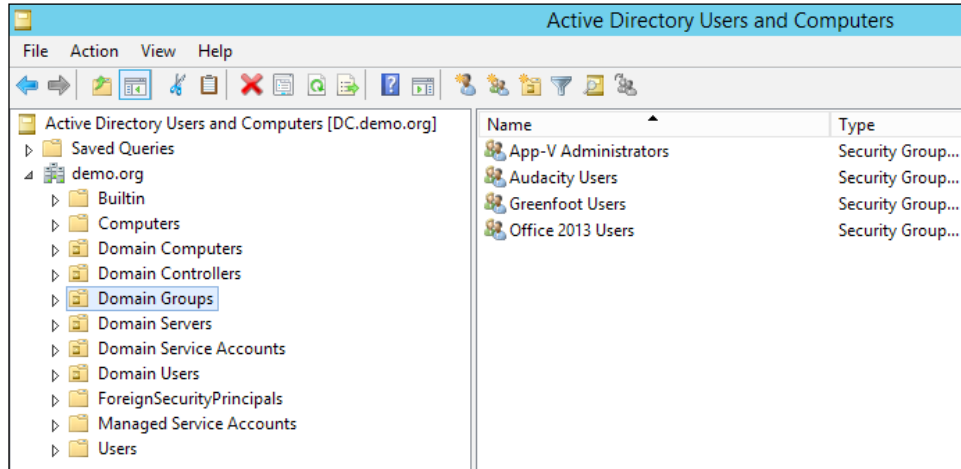 Active Directory Users and Computers
File Action View Help
Active Directory Users and Computers [DC.demo.org]
Saved Queries
demo.org
Builtin
Computers
Domain Computers
Domain Controllers
Domain Groups
Domain Servers
Domain Service Accounts
Domain Users
ForeignSecurityPrincipals
Managed Service Accounts
Users
Name Type
App-V Administrators Security Group...
Audacity Users Security Group...
Greenfoot Users Security Group...
Office 2013 Users Security Group...